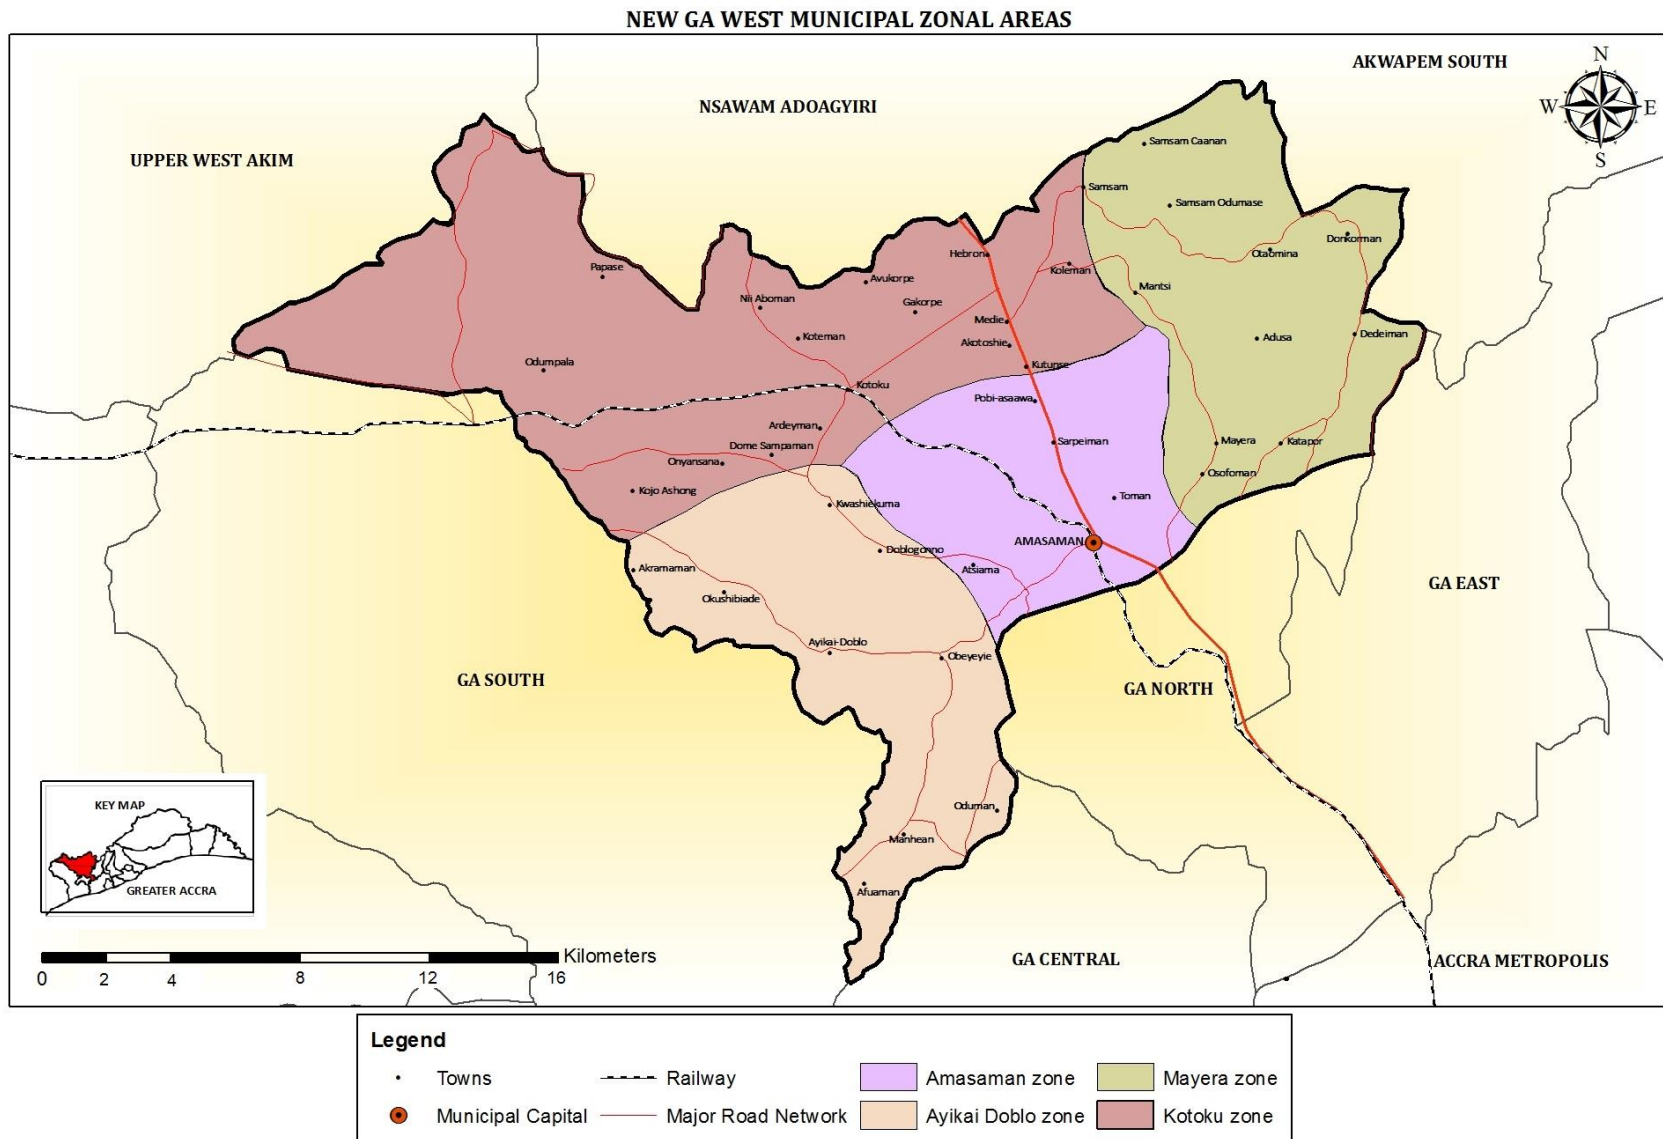 NEW GA WEST MUNICIPAL ZONAL AREAS
AKWAPEM SOUTH
N
W E
S
NSAWAM ADOAGYIRI
UPPER WEST AKIM
Samsam Caanan
Samsam
Samsam Odumase
Donkorman
Otaomina
Hebron
Koleman
Papase
Avukorpe
Mantsi
Nii Aboman
Gakorpe
Medie
Koteman
Akotoshie
Adusa
Dedeiman
Odumpala
Kutunse
Kotoku
Pobi-asaawa
Ardeyman
Sarpeiman
Mayera
Katapor
Dome Sampaman
Onyansana
Osofoman
Kojo Ashong
Toman
Kwashiekuma
AMASAMAN
Doblogonno
Akramaman
Atsiama
GA EAST
Okushibiade
Ayikai-Doblo
Obeyeyie
GA SOUTH
GA NORTH
Oduman
Manhean
Afuaman
KEY MAP
GREATER ACCRA
Kilometers
0 2 4 8 12 16
GA CENTRAL
ACCRA METROPOLIS
Legend
Towns
Railway
Amasaman zone
Mayera zone
Municipal Capital
Major Road Network
Ayikai Doblo zone
Kotoku zone